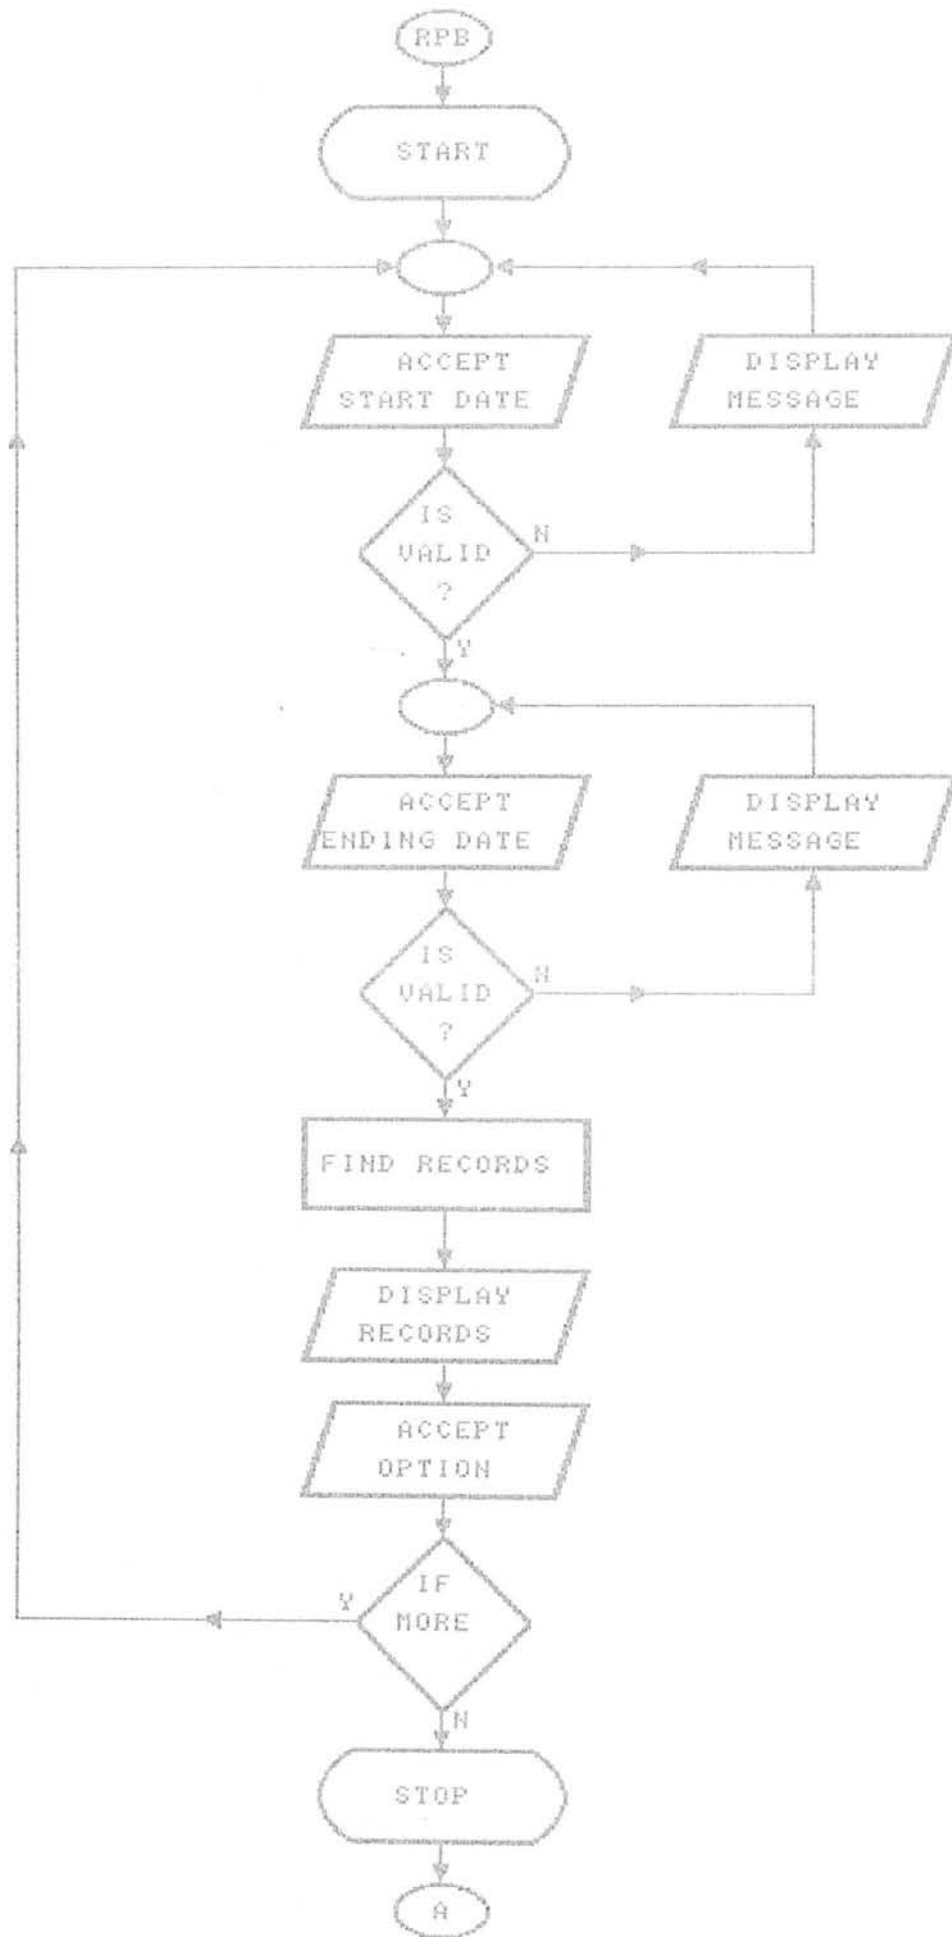 RPB
START
ACCEPT
START DATE
DISPLAY
MESSAGE
IS
VALID
?
N
Y
ACCEPT
ENDING DATE
DISPLAY
MESSAGE
IS
VALID
?
N
Y
FIND RECORDS
DISPLAY
RECORDS
ACCEPT
OPTION
IF
MORE
Y
N
STOP
A